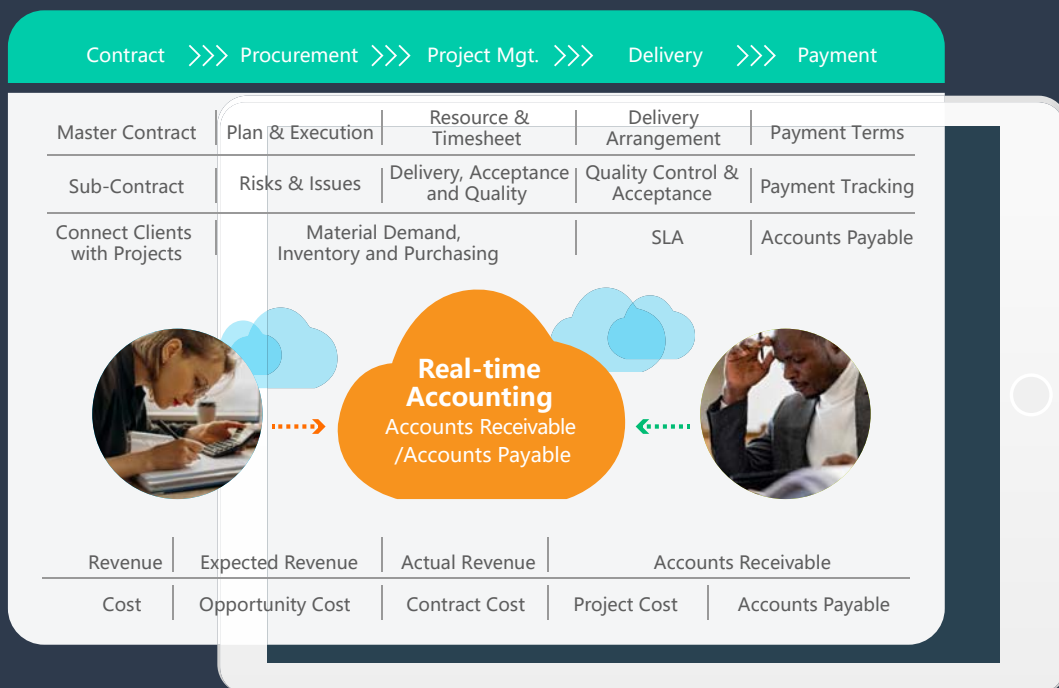 Contract >>> Procurement >>> Project Mgt. >>> Delivery >>> Payment
Master Contract
Plan & Execution
Resource &
Timesheet
Delivery
Arrangement
Payment Terms
Sub-Contract
Risks & Issues
Delivery, Acceptance
and Quality
Quality Control &
Acceptance
Payment Tracking
Connect Clients
with Projects
Material Demand,
Inventory and Purchasing
SLA
Accounts Payable
Real-time
Accounting
Accounts Receivable
/Accounts Payable
Revenue
Expected Revenue
Actual Revenue
Accounts Receivable
Cost
Opportunity Cost
Contract Cost
Project Cost
Accounts Payable